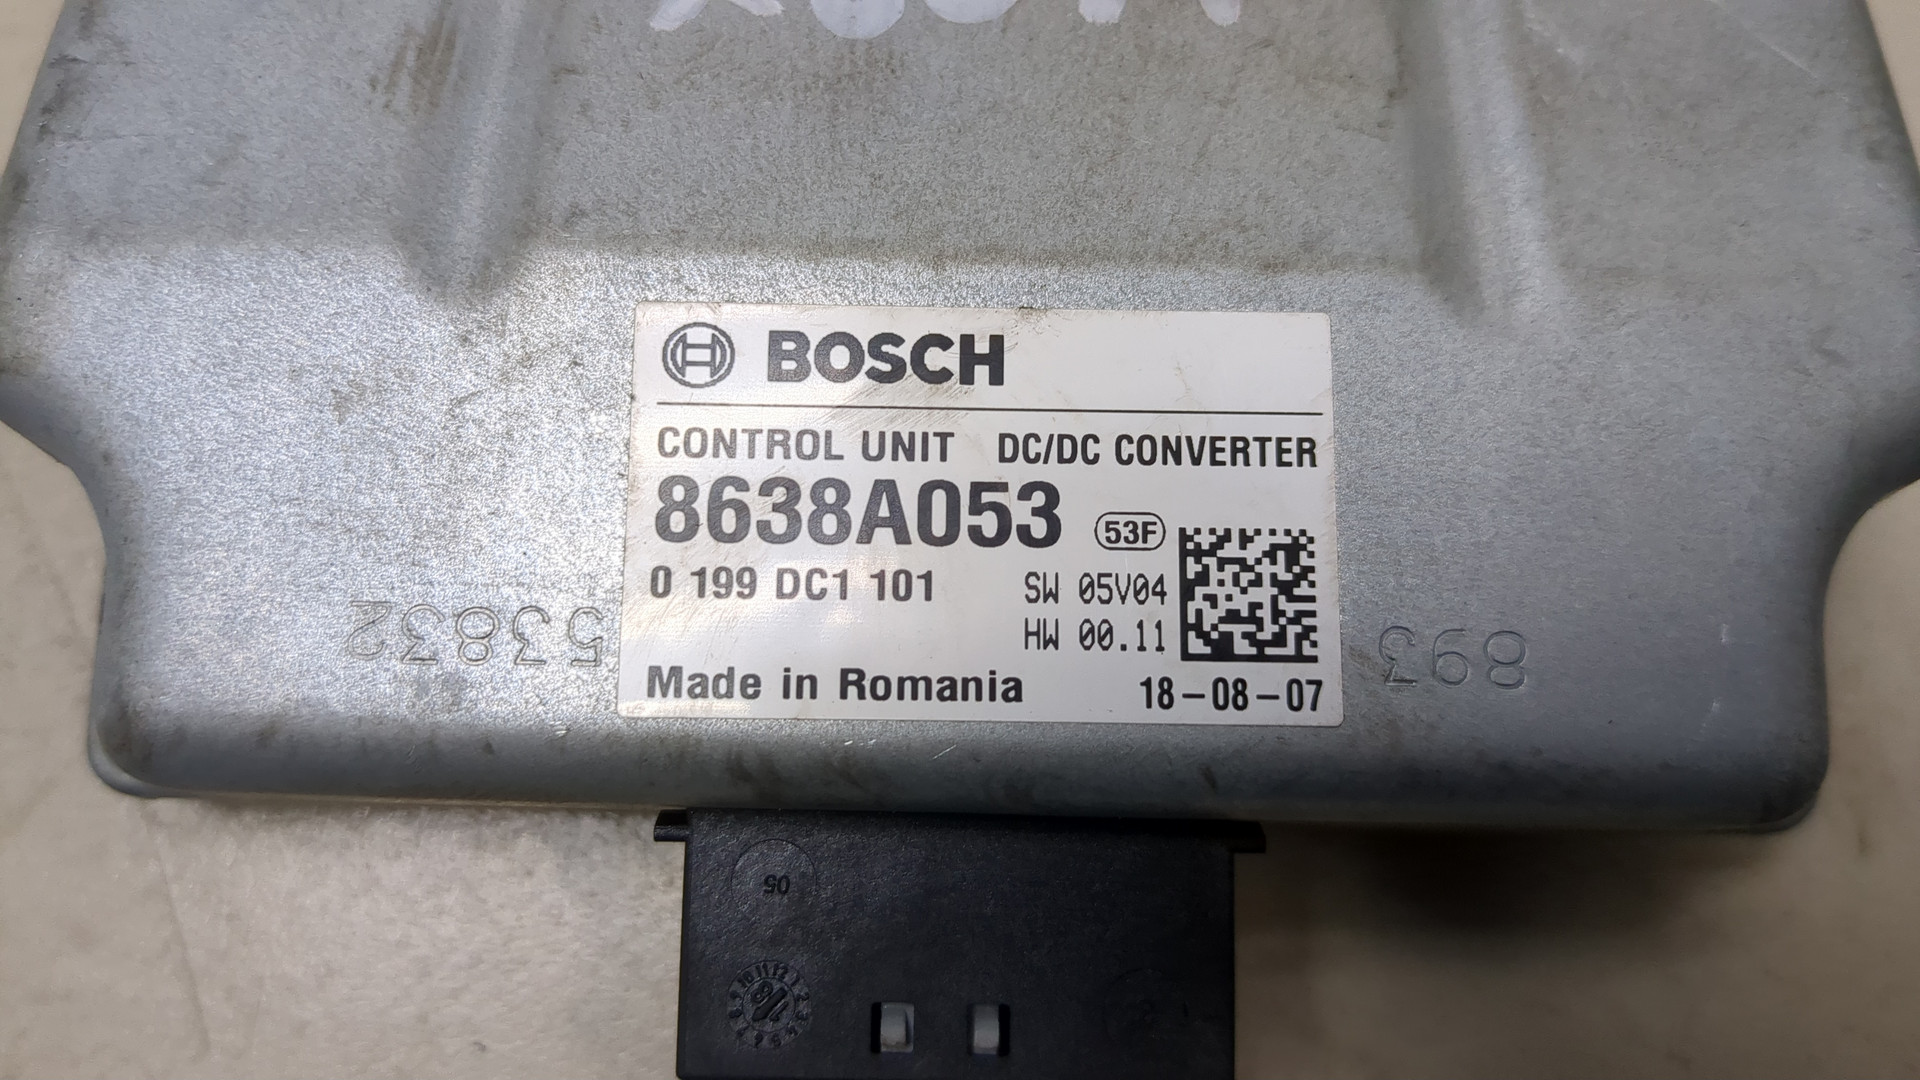 BOSCH
CONTROL UNIT DC/DC CONVERTER
8638A053 53F
0 199 DC1 101 SW 05V04
HW 00.11
Made in Romania 18-08-07
53832
893
05